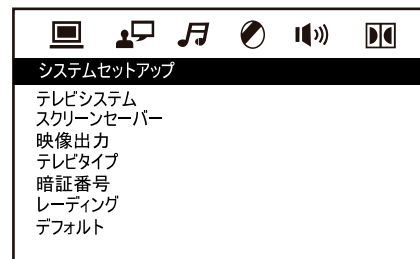 システムセットアップ
テレビシステム
スクリーンセーバー
映像出力
テレビタイプ
暗証番号
レーディング
デフォルト